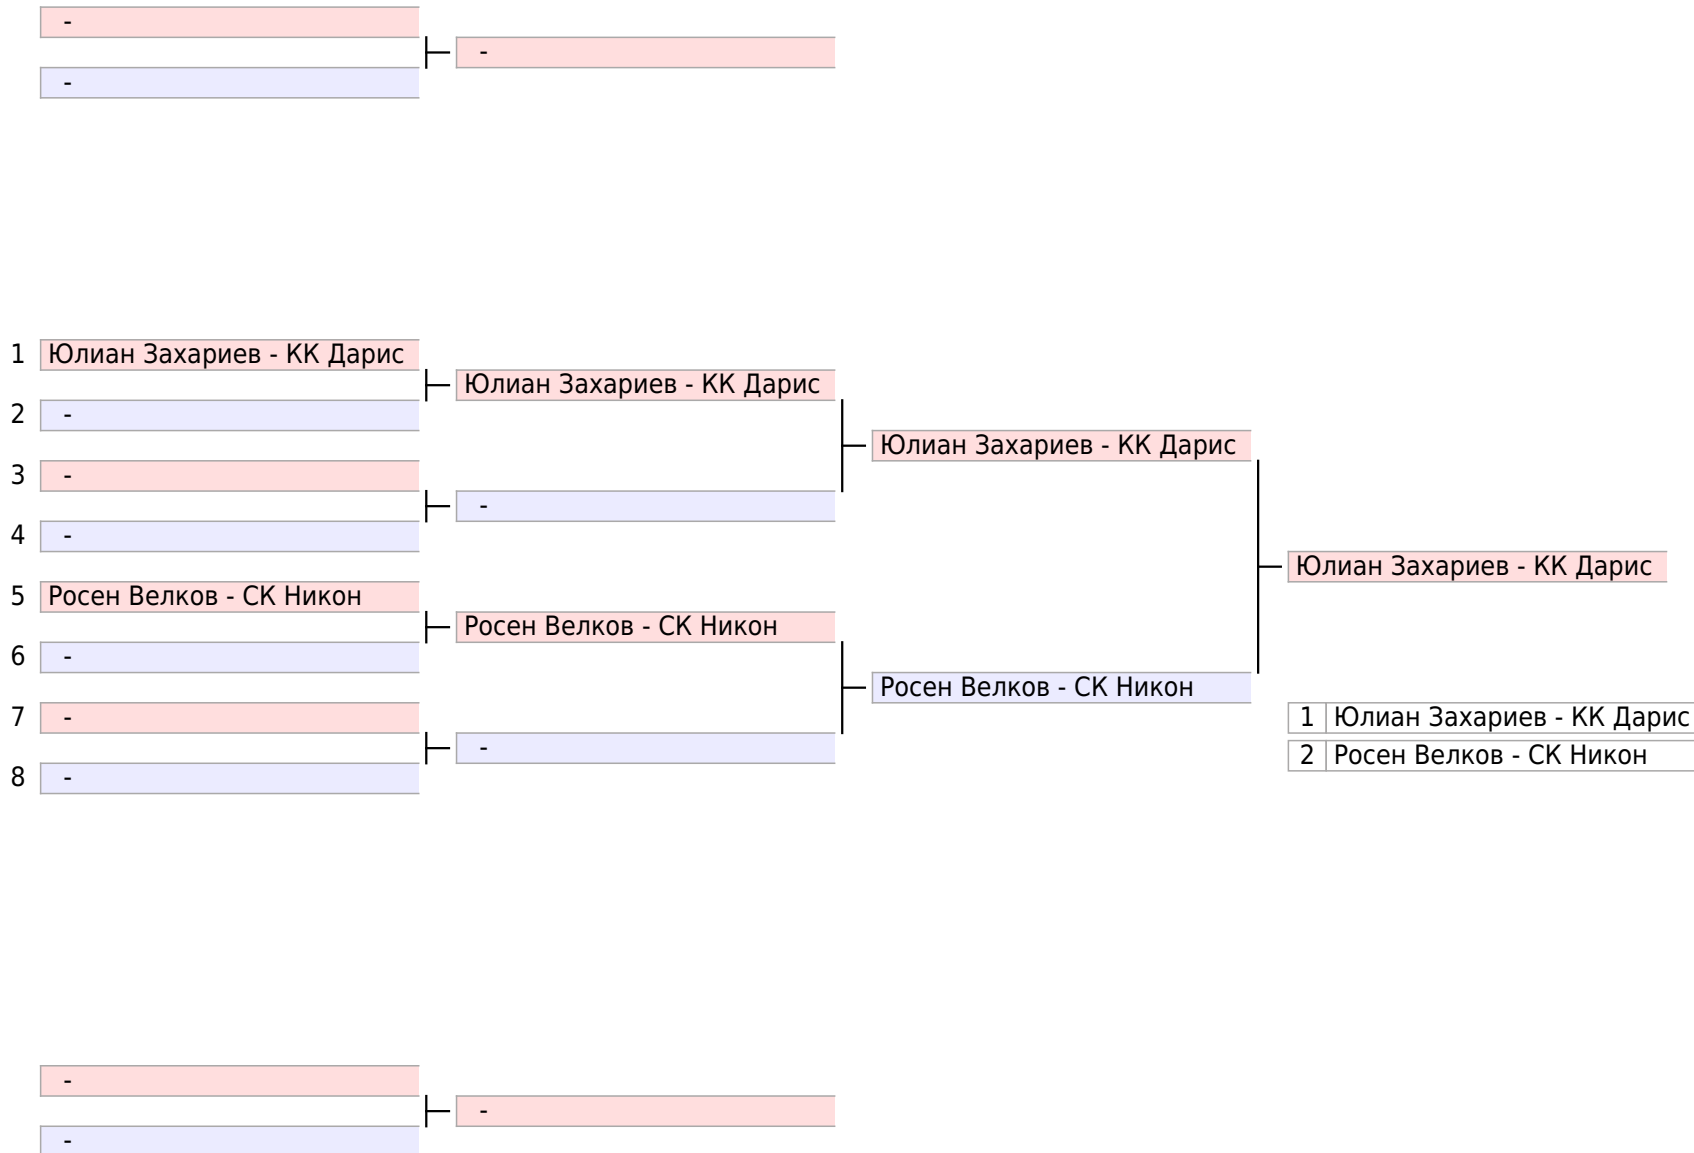 -
-
-
1 Юлиан Захариев - КК Дарис
Юлиан Захариев - КК Дарис
2 -
Юлиан Захариев - КК Дарис
3 -
-
4 -
Юлиан Захариев - КК Дарис
5 Росен Велков - СК Никон
Росен Велков - СК Никон
6 -
Росен Велков - СК Никон
7 -
1 Юлиан Захариев - КК Дарис
-
2 Росен Велков - СК Никон
8 -
-
-
-